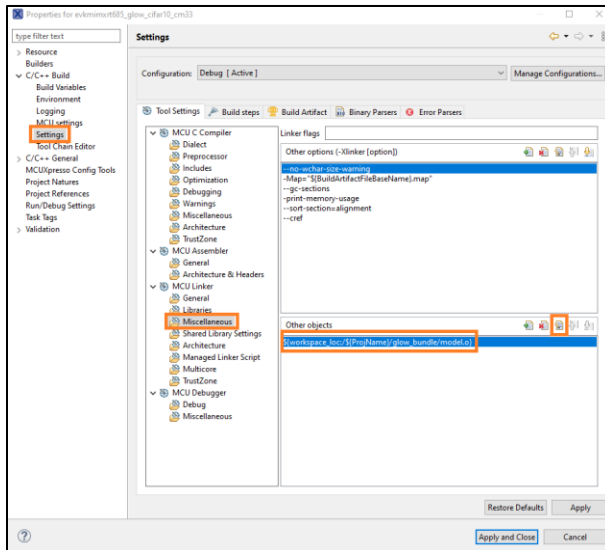 Properties for evkmimxrt685_glow_cifar10_cm33
type filter text
Settings
Resource
Builders
C/C++ Build
Build Variables
Environment
Logging
MCU settings
Settings
Tool Chain Editor
C/C++ General
MCUXpresso Config Tools
Project Natures
Project References
Run/Debug Settings
Task Tags
Validation
Configuration: Debug [ Active ]
Manage Configurations...
Tool Settings
Build steps
Build Artifact
Binary Parsers
Error Parsers
MCU C Compiler
Dialect
Preprocessor
Includes
Optimization
Debugging
Warnings
Miscellaneous
Architecture
TrustZone
MCU Assembler
General
Architecture & Headers
MCU Linker
General
Libraries
Miscellaneous
Shared Library Settings
Architecture
Managed Linker Script
Multicore
TrustZone
MCU Debugger
Debug
Miscellaneous
Linker flags
Other options (-Xlinker [option])
--no-wchar-size-warning
-Map="${BuildArtifactFileBaseName}.map"
--gc-sections
-print-memory-usage
--sort-section=alignment
--cref
Other objects
${workspace_loc:/${ProjName}/glow_bundle/model.o}
Restore Defaults
Apply
Apply and Close
Cancel